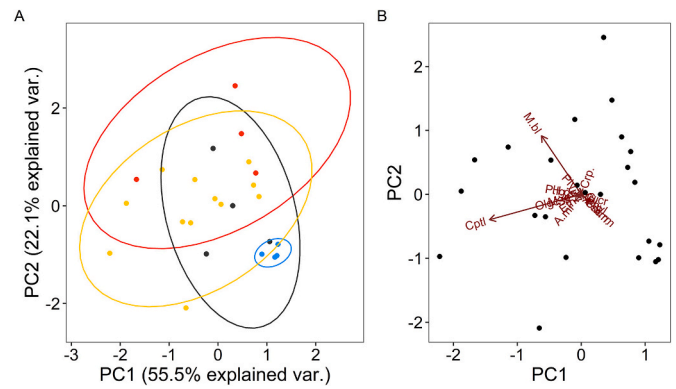 A
B
PC2 (22.1% explained var.)
2
0
-2
-3
-2
-1
0
1
2
PC1 (55.5% explained var.)
PC2
2
1
0
-1
-2
M.bl
Crp.
Cptl
-2
-1
0
1
PC1